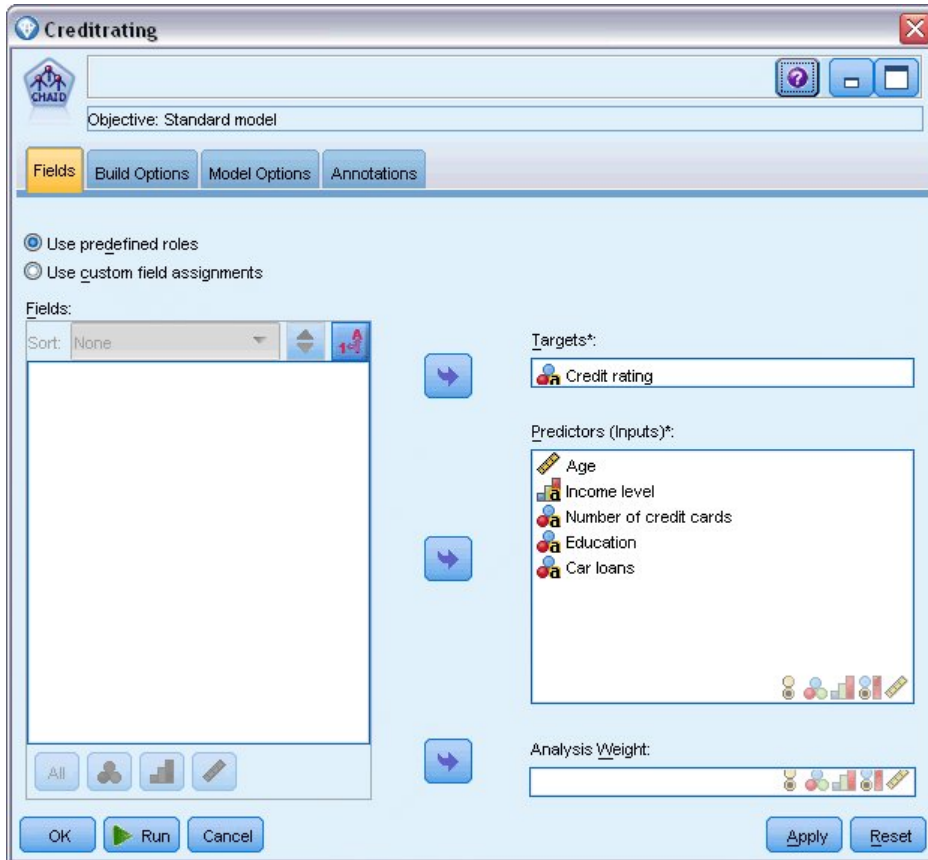 Creditrating
CHAID
Objective: Standard model
Fields Build Options Model Options Annotations
Use predefined roles
Use custom field assignments
Fields:
Sort: None
Targets*:
Credit rating
Predictors (Inputs)*:
Age
Income level
Number of credit cards
Education
Car loans
Analysis Weight:
All
OK Run Cancel Apply Reset